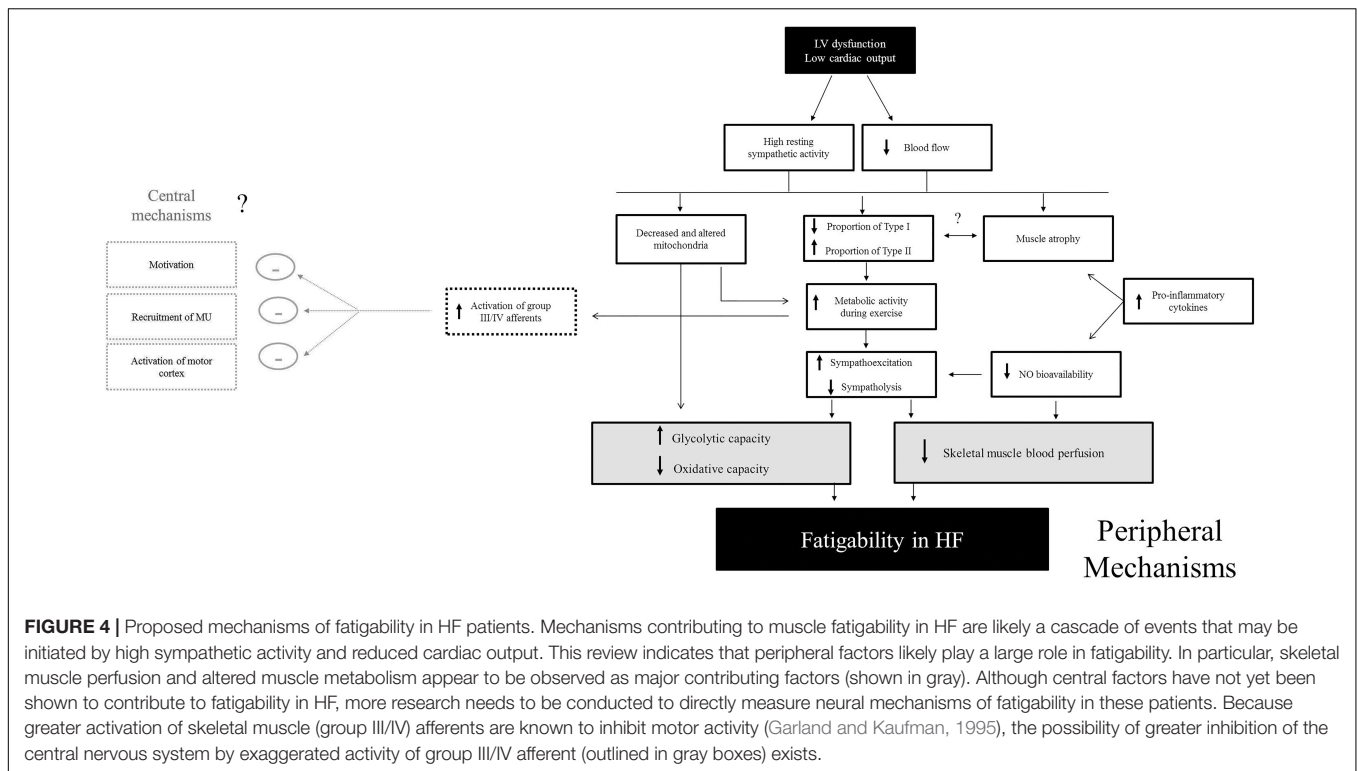 LV dysfunction
Low cardiac output
High resting
sympathetic activity
↓ Blood flow
Central
mechanisms ?
Motivation
Recruitment of MU
Activation of motor
cortex
–
–
–
↑ Activation of group
III/IV afferents
Decreased and altered
mitochondria
↓ Proportion of Type I
↑ Proportion of Type II
?
Muscle atrophy
↑ Metabolic activity
during exercise
↑ Pro-inflammatory
cytokines
↑ Sympathoexcitation
↓ Sympatholysis
↓ NO bioavailability
↑ Glycolytic capacity
↓ Oxidative capacity
↓ Skeletal muscle blood perfusion
Fatigability in HF
Peripheral
Mechanisms
FIGURE 4 | Proposed mechanisms of fatigability in HF patients. Mechanisms contributing to muscle fatigability in HF are likely a cascade of events that may be
initiated by high sympathetic activity and reduced cardiac output. This review indicates that peripheral factors likely play a large role in fatigability. In particular, skeletal
muscle perfusion and altered muscle metabolism appear to be observed as major contributing factors (shown in gray). Although central factors have not yet been
shown to contribute to fatigability in HF, more research needs to be conducted to directly measure neural mechanisms of fatigability in these patients. Because
greater activation of skeletal muscle (group III/IV) afferents are known to inhibit motor activity (Garland and Kaufman, 1995), the possibility of greater inhibition of the
central nervous system by exaggerated activity of group III/IV afferent (outlined in gray boxes) exists.